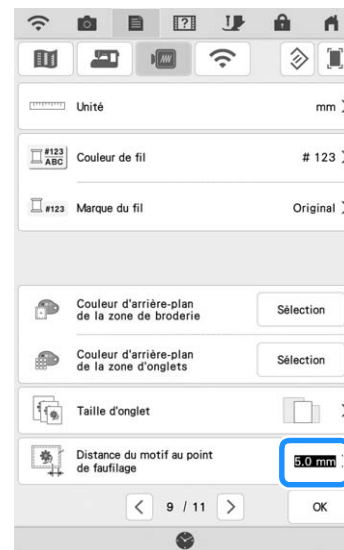 Unité
mm
#123
ABC
Couleur de fil
# 123
#123
Marque du fil
Original
Couleur d'arrière-plan
de la zone de broderie
Sélection
Couleur d'arrière-plan
de la zone d'onglets
Sélection
Taille d'onglet
Distance du motif au point
de faufilage
5.0 mm
9 / 11
OK